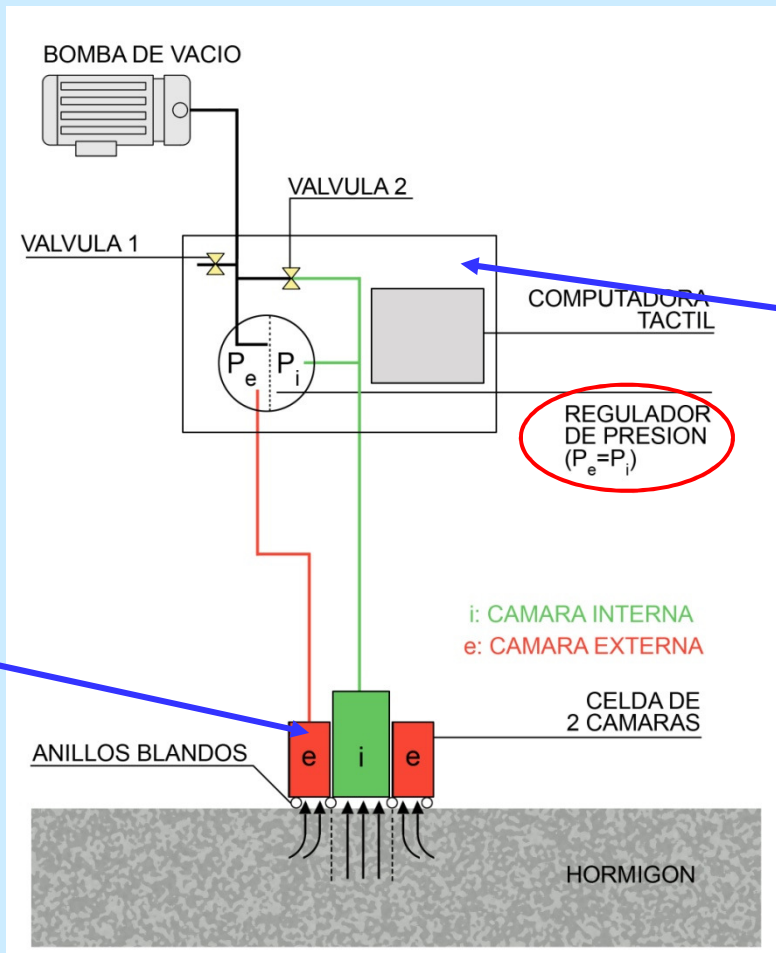 BOMBA DE VACIO
VALVULA 2
VALVULA 1
COMPUTADORA
TACTIL
Pe Pi
REGULADOR
DE PRESION
(Pe=Pi)
i: CAMARA INTERNA
e: CAMARA EXTERNA
CELDA DE
2 CAMARAS
ANILLOS BLANDOS
e i e
HORMIGON